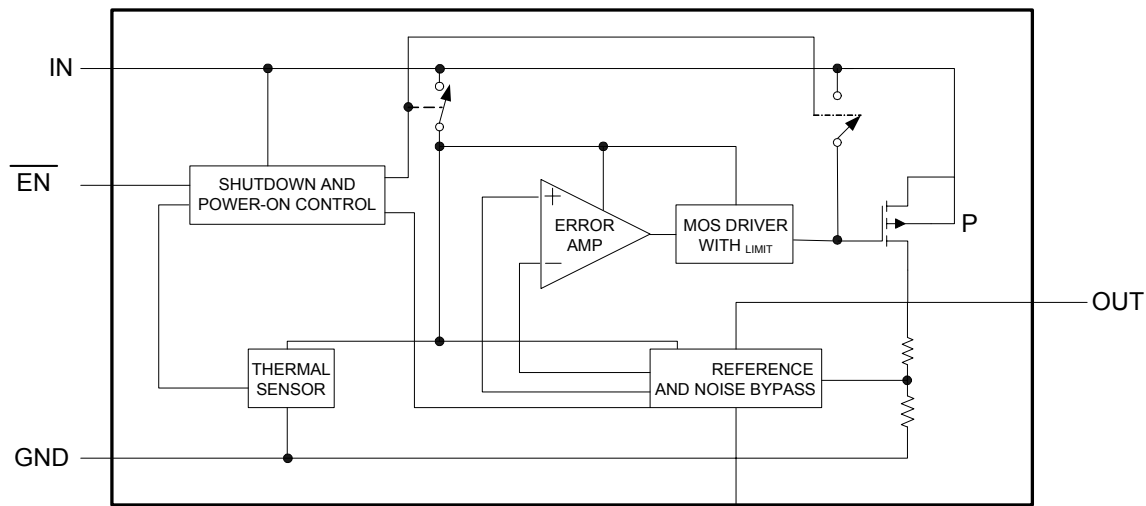 IN
EN
SHUTDOWN AND
POWER-ON CONTROL
+
ERROR
AMP
−
MOS DRIVER
WITH LIMIT
P
OUT
THERMAL
SENSOR
REFERENCE
AND NOISE BYPASS
GND